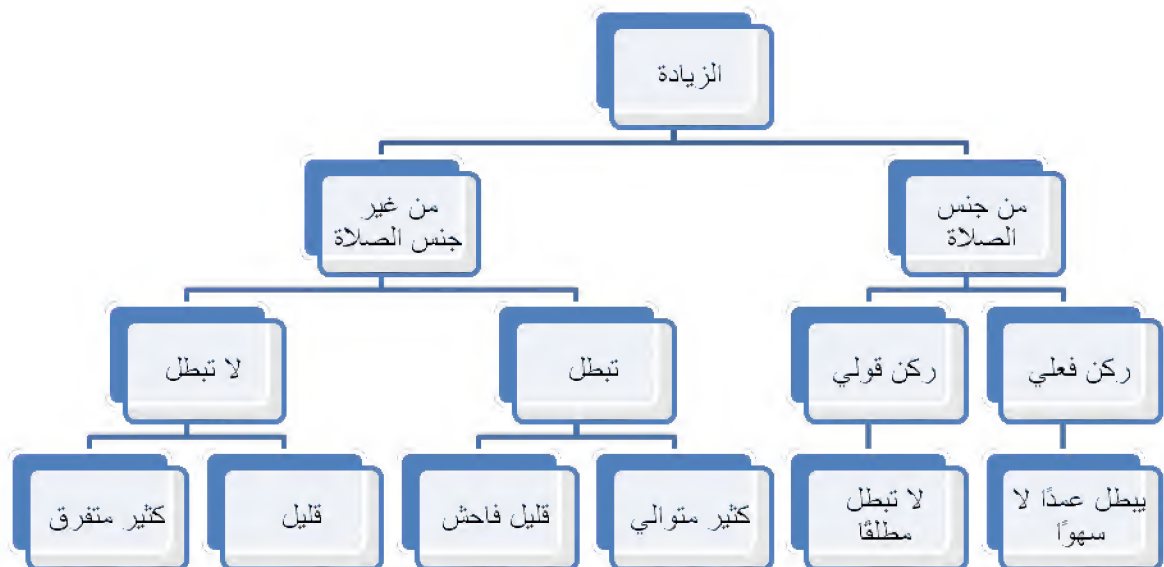 الزيادة
من جنس
الصلاة
من غير
جنس الصلاة
ركن فعلي
ركن قولي
تبطل
لا تبطل
يبطل عمدًا لا
سهوًا
لا تبطل
مطلقًا
كثير متوالي
قليل فاحش
قليل
كثير متفرق